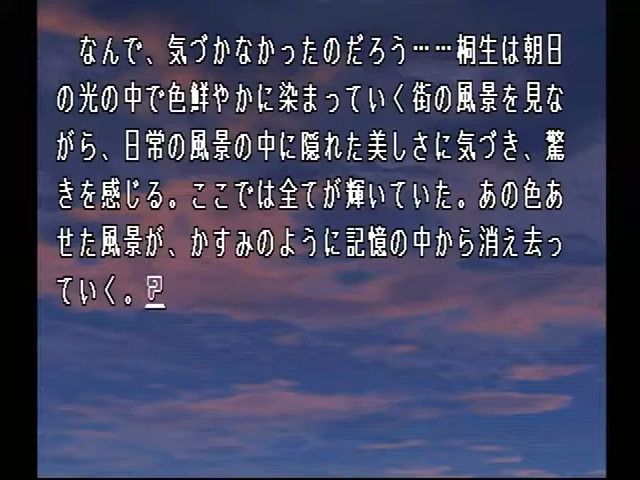 なんで、気づかなかったのだろう……桐生は朝日
の光の中で色鮮やかに染まっていく街の風景を見な
がら、日常の風景の中に隠れた美しさに気づき、驚
きを感じる。ここでは全てが輝いていた。あの色あ
せた風景が、かすみのように記憶の中から消え去っ
ていく。